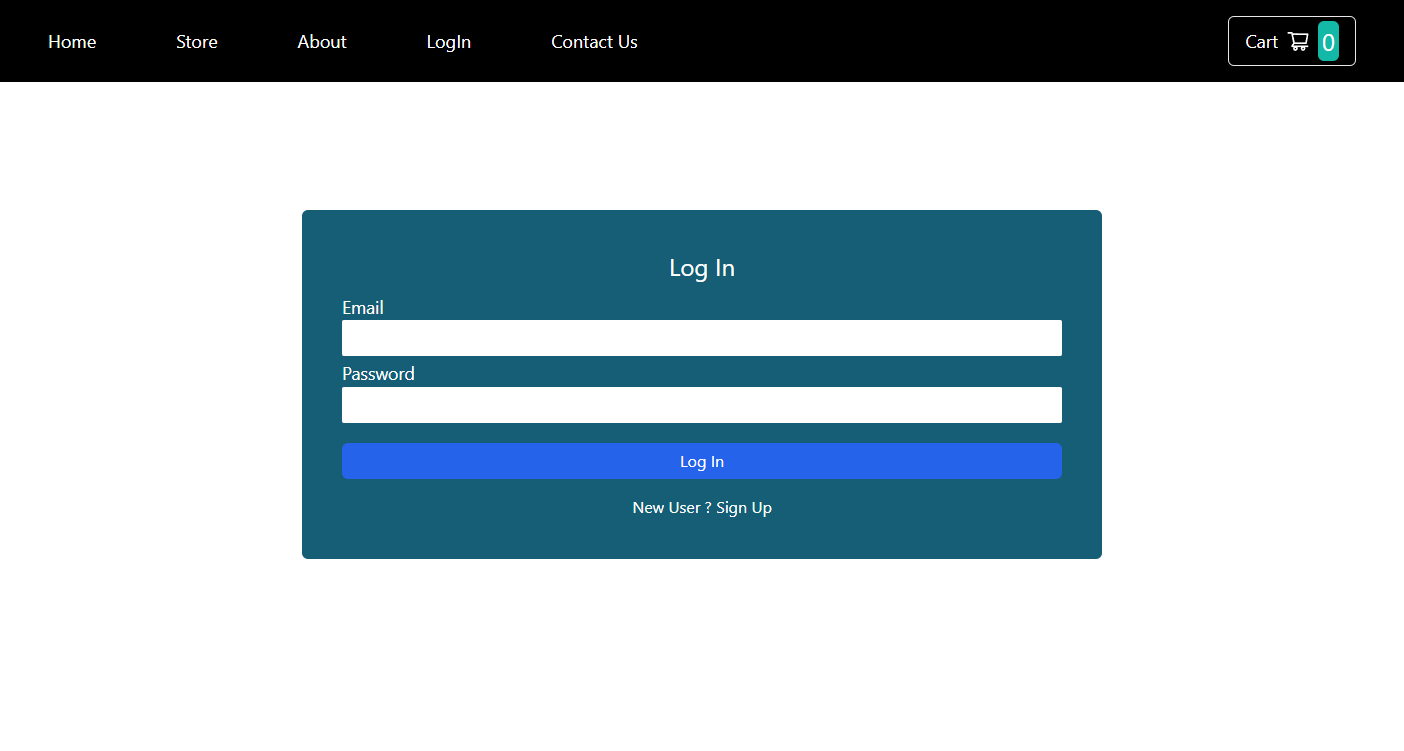 Home Store About LogIn Contact Us Cart 0
Log In
Email
Password
Log In
New User ? Sign Up